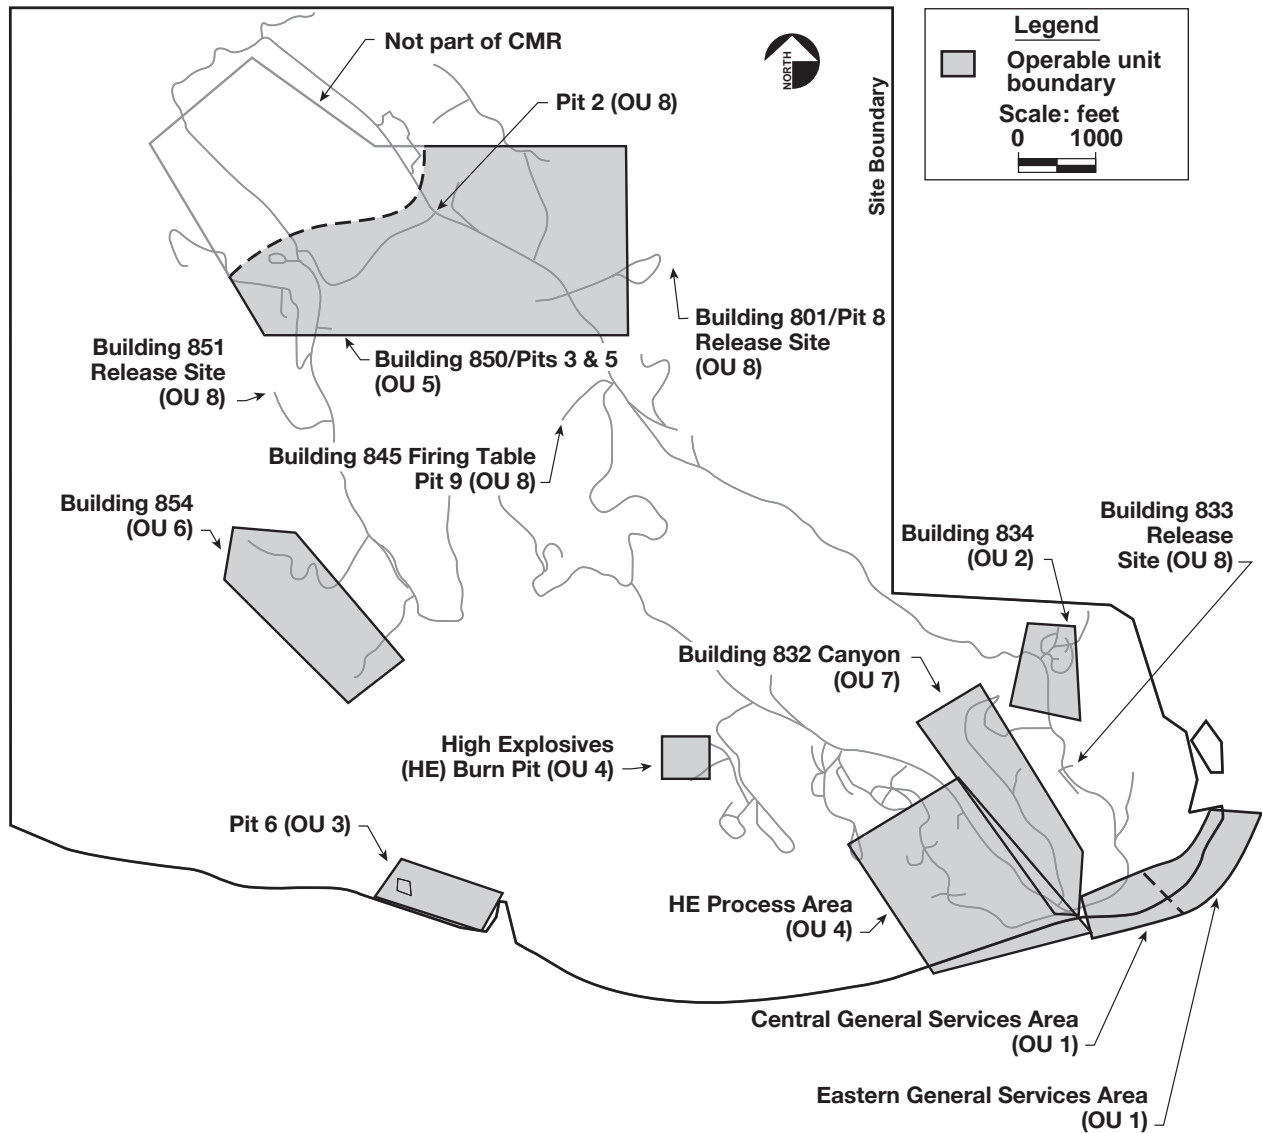 Not part of CMR
Pit 2 (OU 8)
NORTH
Site Boundary
Legend
Operable unit
boundary
Scale: feet
0 1000
Building 801/Pit 8
Release Site
(OU 8)
Building 851
Release Site
(OU 8)
Building 850/Pits 3 & 5
(OU 5)
Building 845 Firing Table
Pit 9 (OU 8)
Building 854
(OU 6)
Building 834
(OU 2)
Building 833
Release
Site (OU 8)
Building 832 Canyon
(OU 7)
High Explosives
(HE) Burn Pit (OU 4)
Pit 6 (OU 3)
HE Process Area
(OU 4)
Central General Services Area
(OU 1)
Eastern General Services Area
(OU 1)